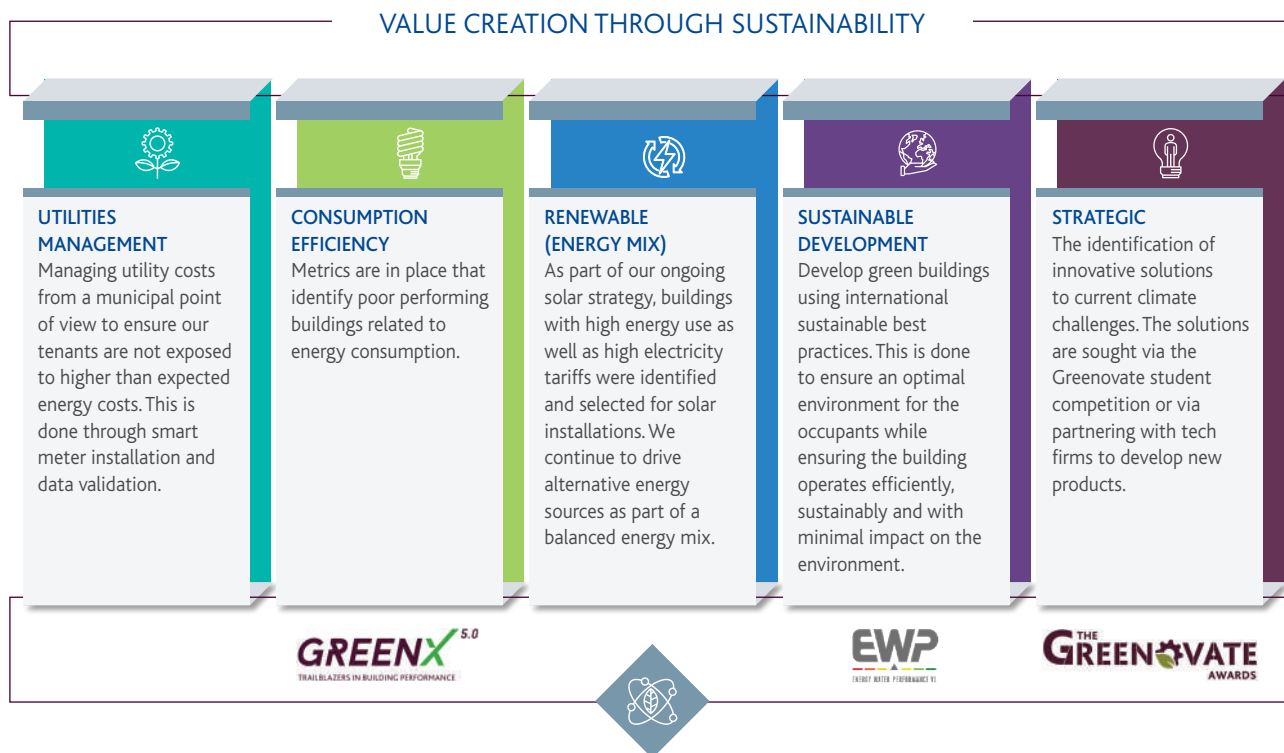 VALUE CREATION THROUGH SUSTAINABILITY
UTILITIES
MANAGEMENT
Managing utility costs
from a municipal point
of view to ensure our
tenants are not exposed
to higher than expected
energy costs. This is
done through smart
meter installation and
data validation.
CONSUMPTION
EFFICIENCY
Metrics are in place that
identify poor performing
buildings related to
energy consumption.
RENEWABLE
(ENERGY MIX)
As part of our ongoing
solar strategy, buildings
with high energy use as
well as high electricity
tariffs were identified
and selected for solar
installations. We
continue to drive
alternative energy
sources as part of a
balanced energy mix.
SUSTAINABLE
DEVELOPMENT
Develop green buildings
using international
sustainable best
practices. This is done
to ensure an optimal
environment for the
occupants while
ensuring the building
operates efficiently,
sustainably and with
minimal impact on the
environment.
STRATEGIC
The identification of
innovative solutions
to current climate
challenges. The solutions
are sought via the
Greenovate student
competition or via
partnering with tech
firms to develop new
products.
GREENX 5.0
TRAILBLAZERS IN BUILDING PERFORMANCE
EWP
ENERGY WATER PERFORMANCE V1
THE
GREENOVATE
AWARDS